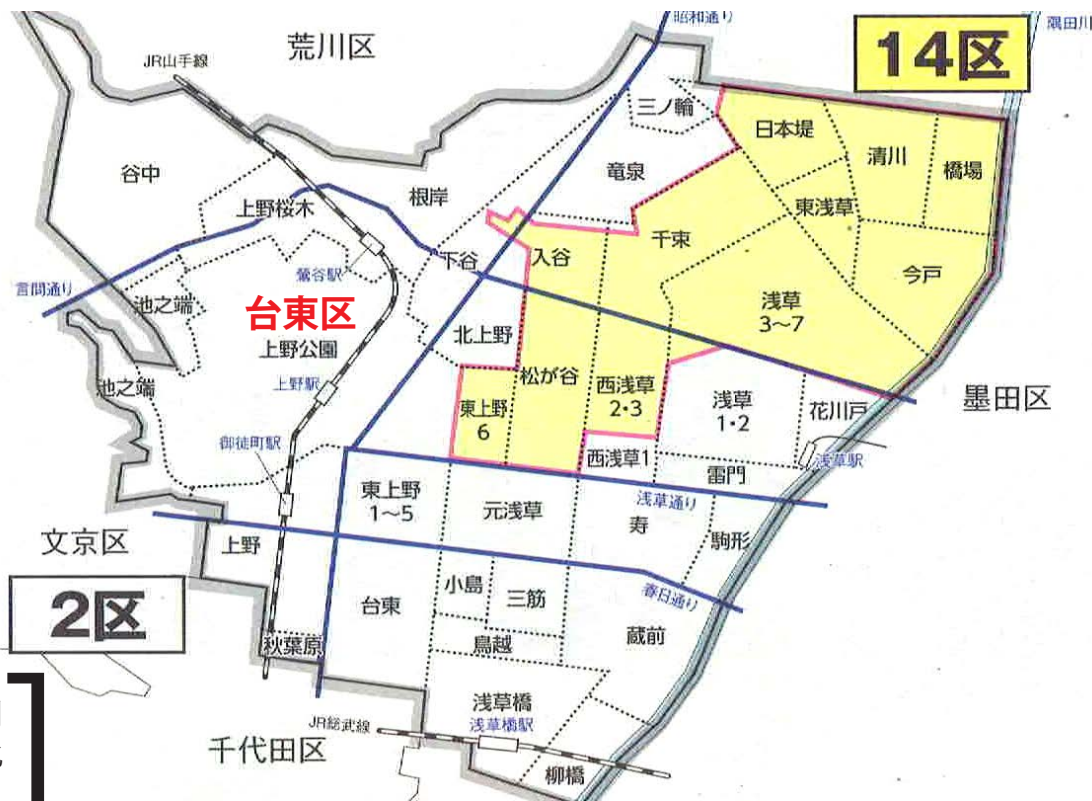 昭和通り
隅田川
荒川区
14区
JR山手線
三ノ輪
日本堤
清川
橋場
谷中
竜泉
根岸
上野桜木
東浅草
千束
下谷
入谷
今戸
鶯谷駅
言問通り
池之端
台東区
浅草
3～7
北上野
上野公園
池之端
上野駅
松が谷
西浅草
2・3
東上野
6
浅草
1・2
花川戸
墨田区
御徒町駅
西浅草1
雷門
浅草駅
東上野
1～5
元浅草
浅草通り
寿
駒形
文京区
上野
2区
小島
三筋
春日通り
台東
蔵前
秋葉原
鳥越
浅草橋
浅草橋駅
JR総武線
千代田区
柳橋